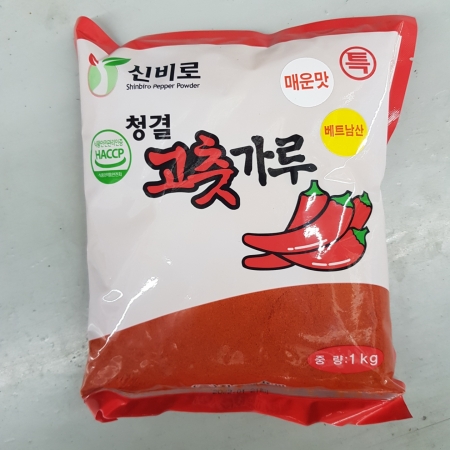 신비로
Shinbiro Pepper Powder
매운맛
특
청결
고춧가루
베트남산
HACCP
중 량:1kg